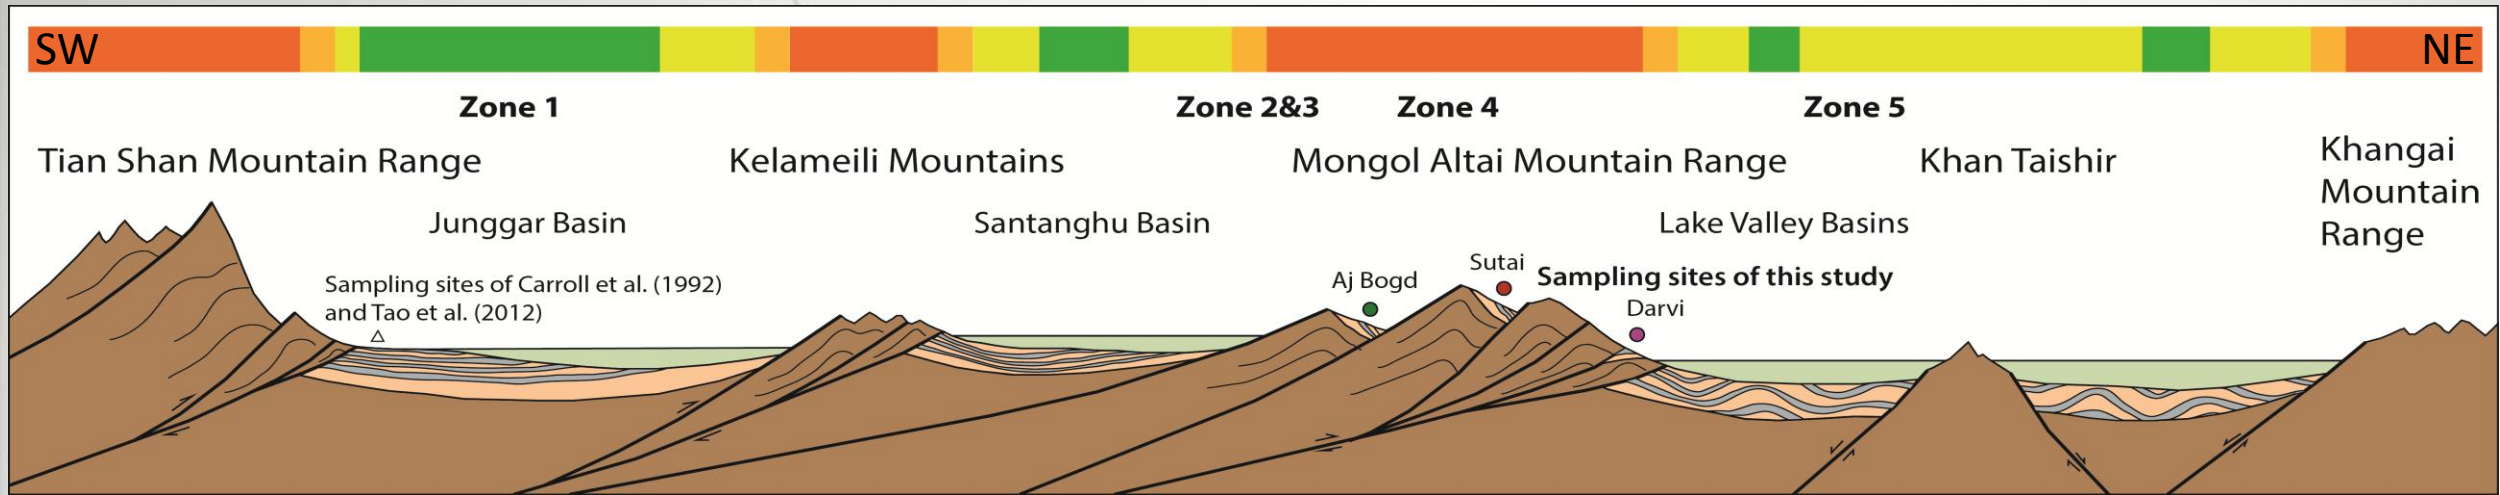 SW
NE
Zone 1
Zone 2&3
Zone 4
Zone 5
Tian Shan Mountain Range
Kelameili Mountains
Mongol Altai Mountain Range
Khan Taishir
Khangai
Mountain
Range
Junggar Basin
Santanghu Basin
Lake Valley Basins
Sampling sites of Carroll et al. (1992)
and Tao et al. (2012)
Aj Bogd
Sutai
Sampling sites of this study
Darvi